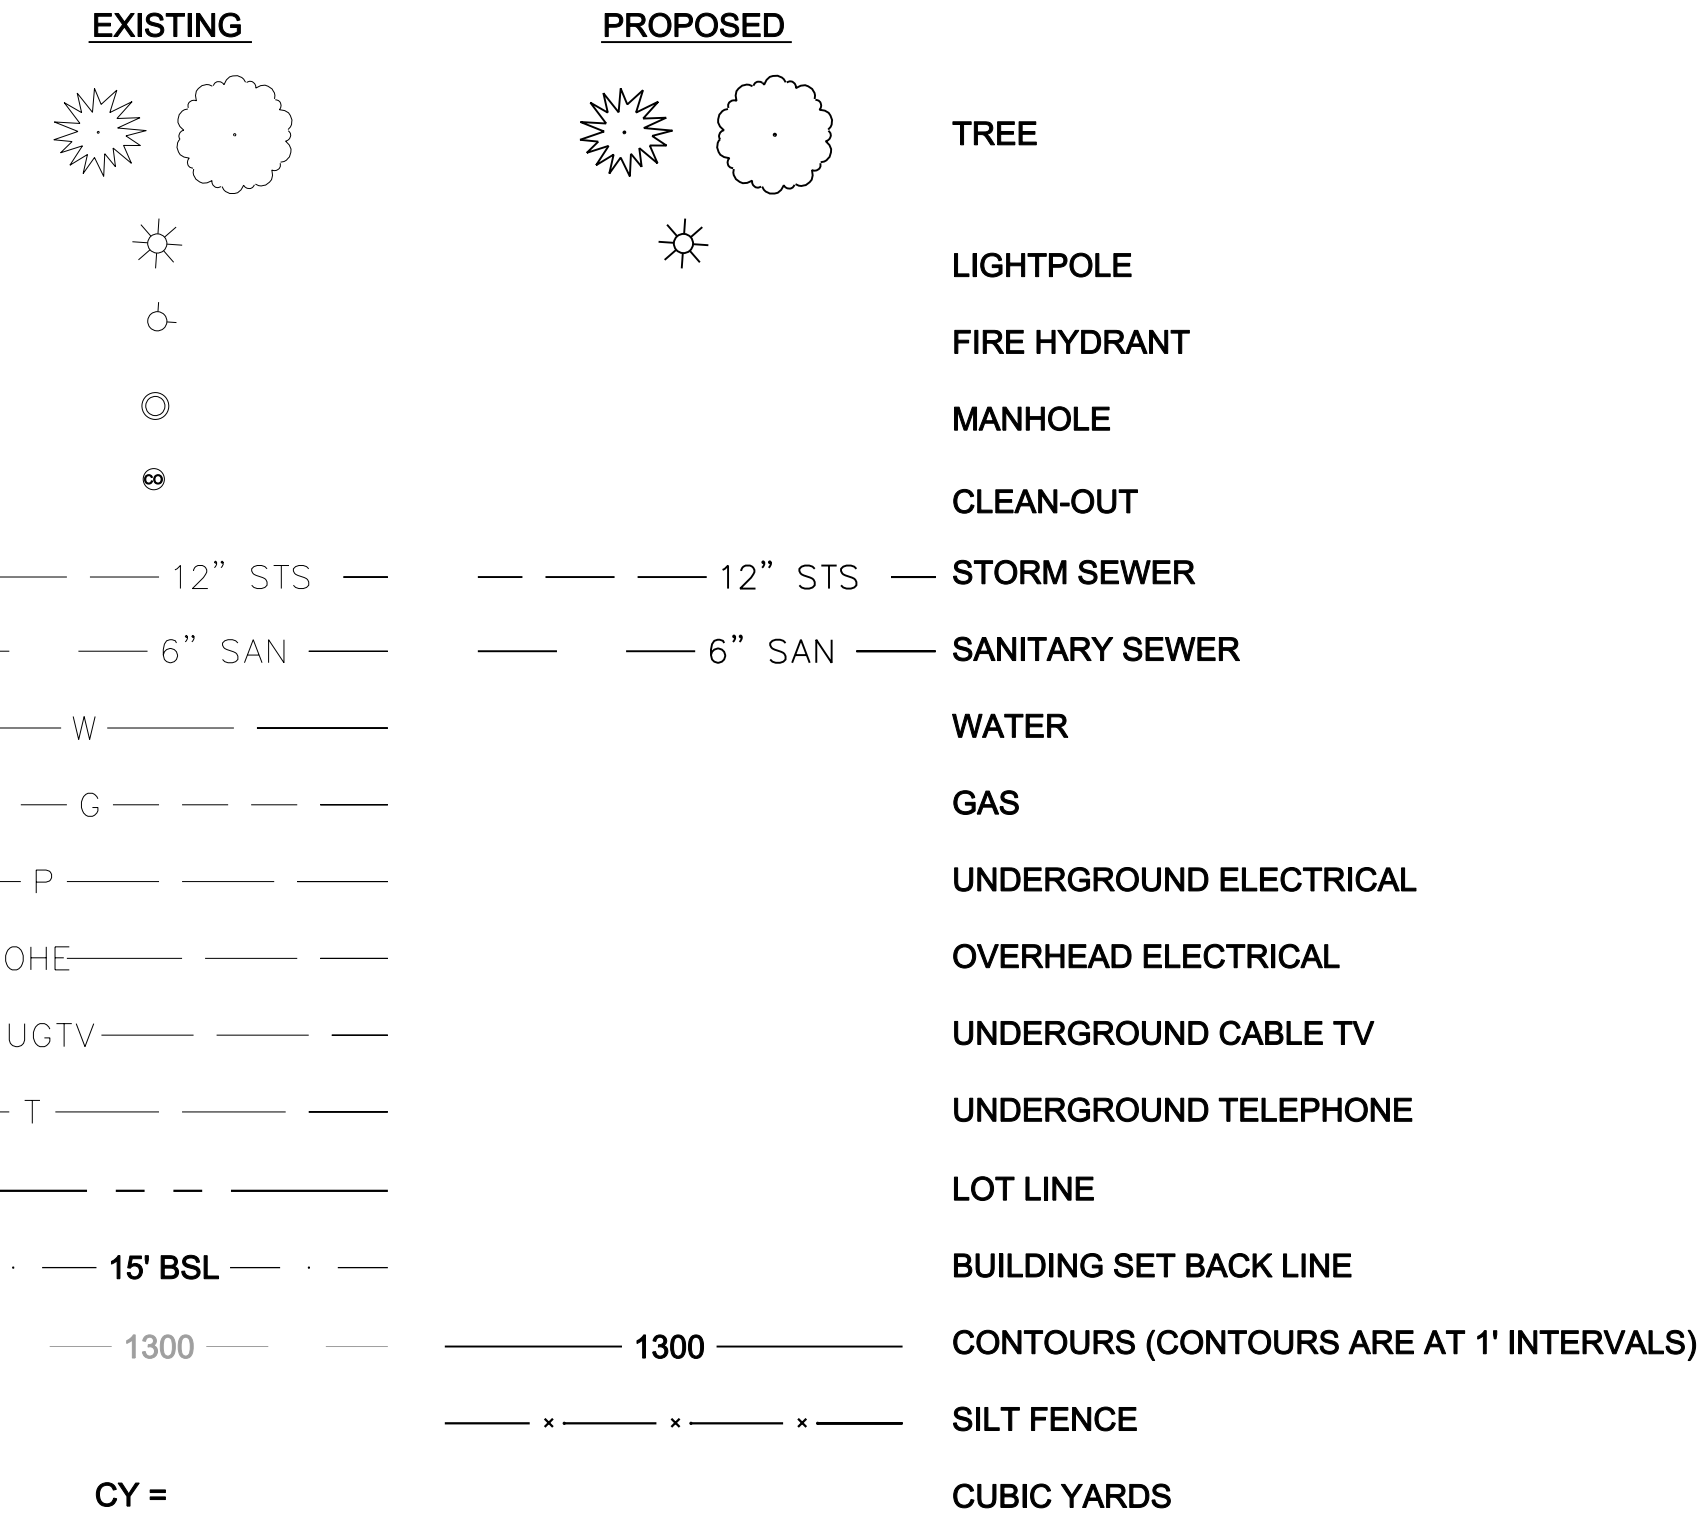 EXISTING PROPOSED
TREE
LIGHTPOLE
FIRE HYDRANT
MANHOLE
CO
CLEAN-OUT
12” STS 12” STS STORM SEWER
6” SAN 6” SAN SANITARY SEWER
W WATER
G GAS
P UNDERGROUND ELECTRICAL
OHE OVERHEAD ELECTRICAL
UGTV UNDERGROUND CABLE TV
T UNDERGROUND TELEPHONE
LOT LINE
15' BSL BUILDING SET BACK LINE
1300 1300 CONTOURS (CONTOURS ARE AT 1' INTERVALS)
SILT FENCE
CY = CUBIC YARDS